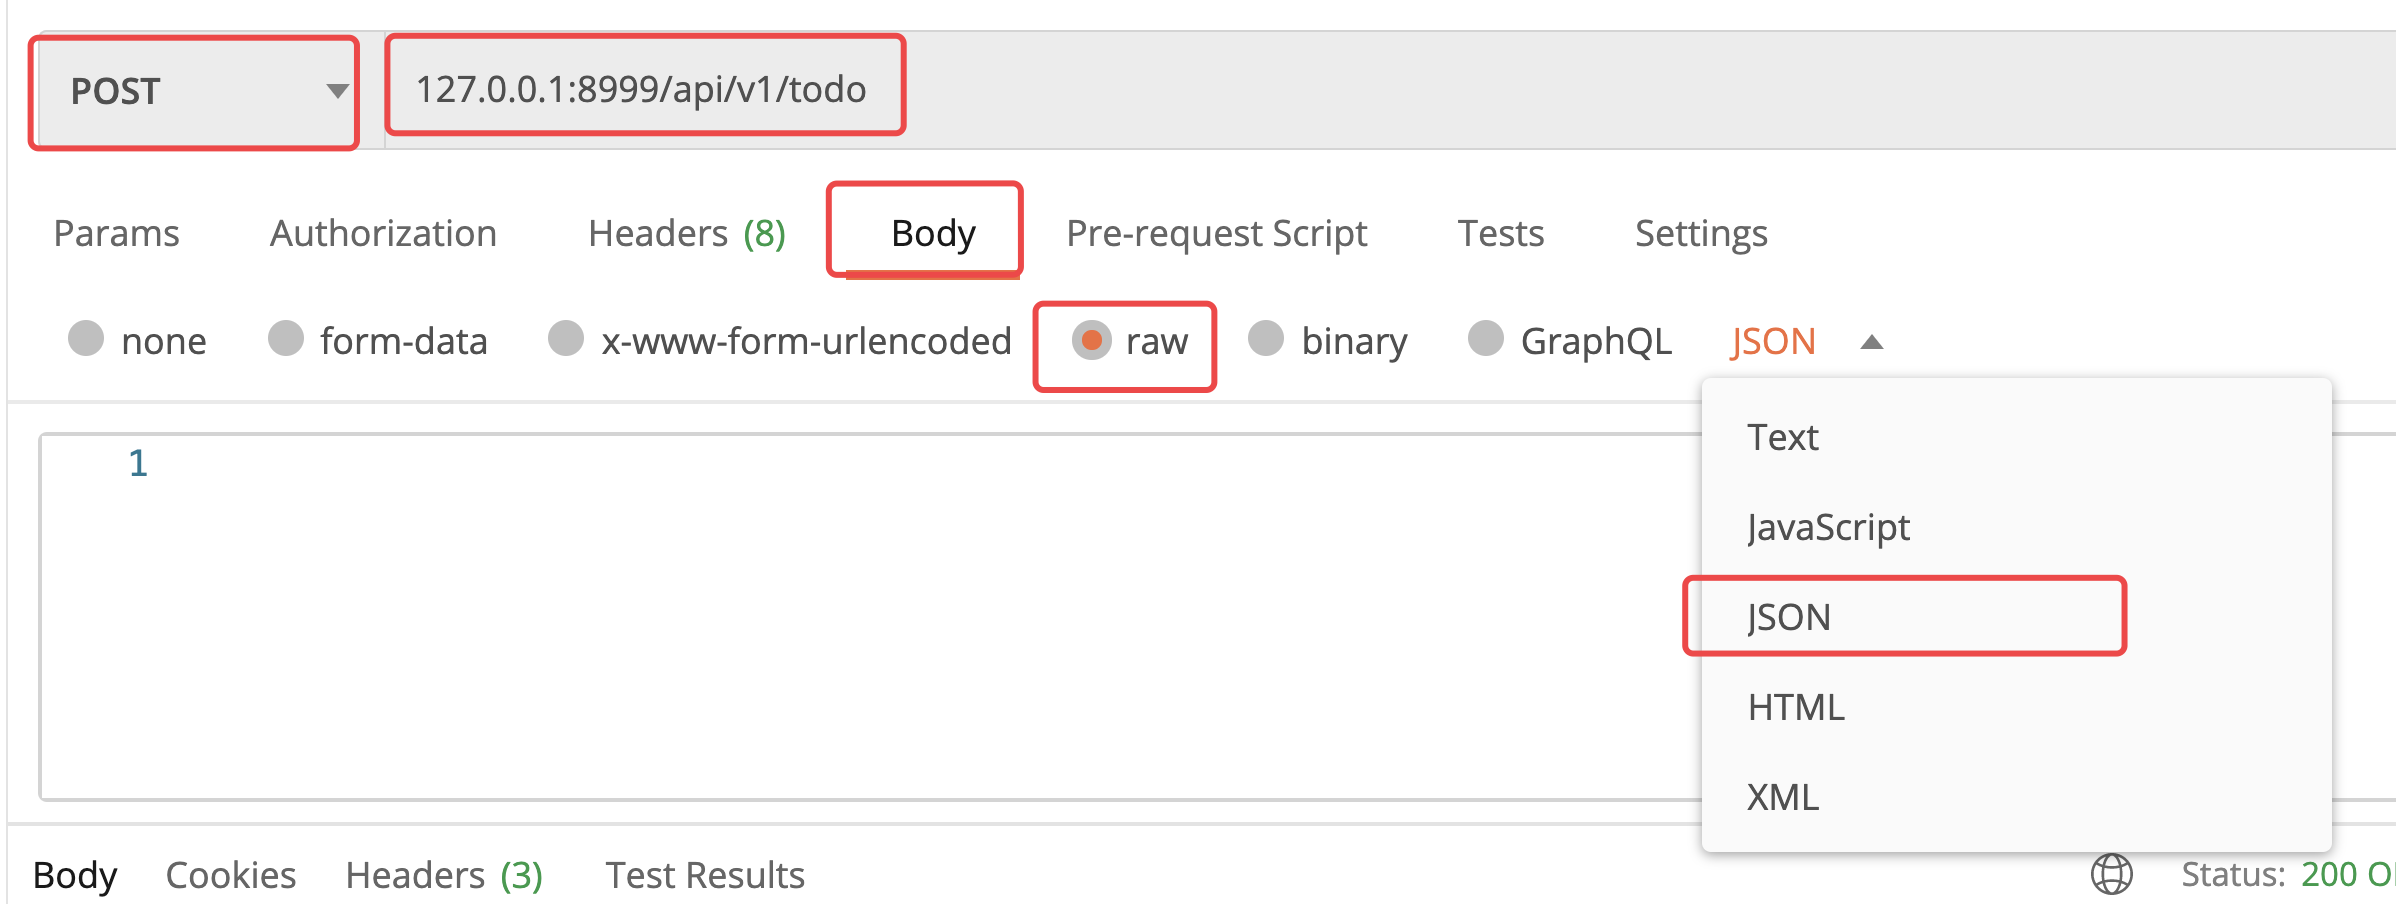 POST 127.0.0.1:8999/api/v1/todo
Params Authorization Headers (8) Body Pre-request Script Tests Settings
none form-data x-www-form-urlencoded raw binary GraphQL JSON
Text
1
JavaScript
JSON
HTML
XML
Body Cookies Headers (3) Test Results Status: 200